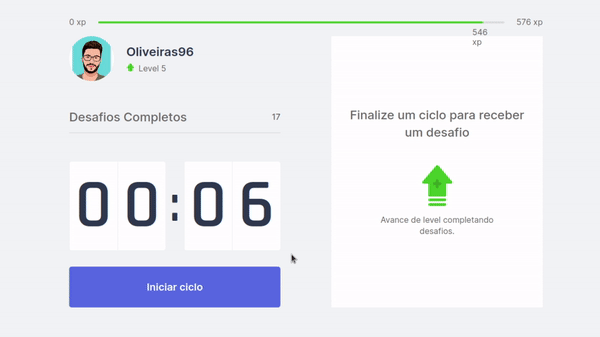 0 xp
576 xp
546
xp
Oliveiras96
Level 5
Desafios Completos 17
00:06
Iniciar ciclo
Finalize um ciclo para receber
um desafio
Avance de level completando
desafios.